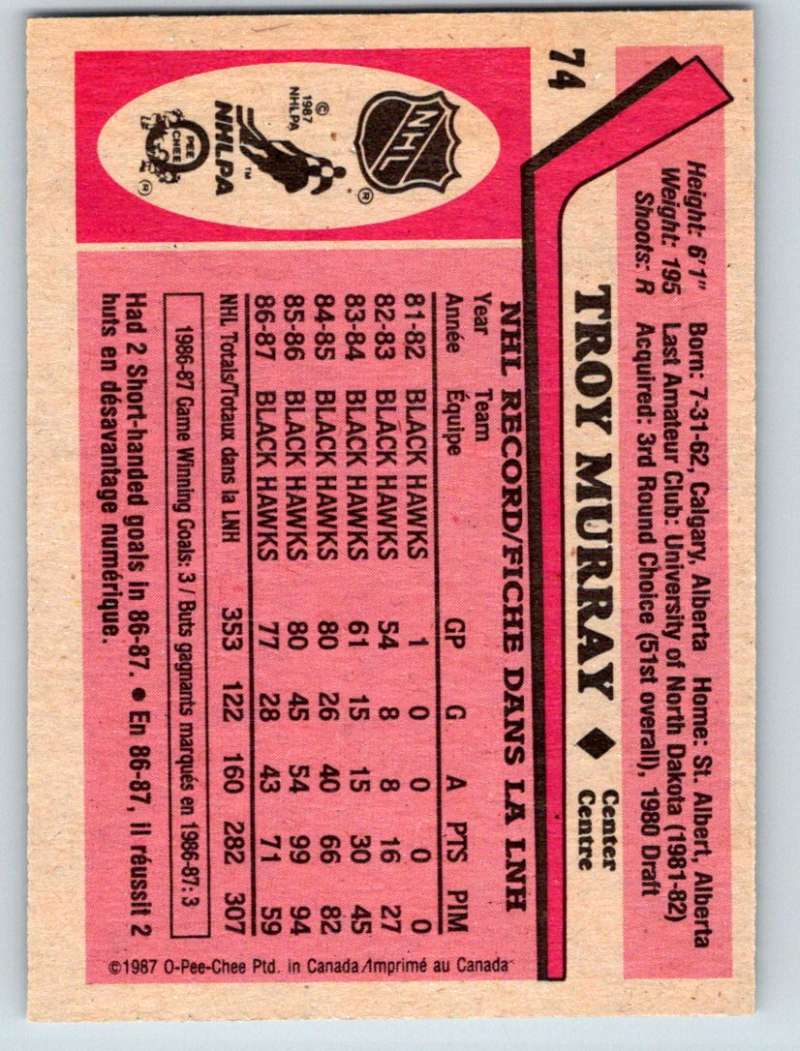 74
Height: 6'1" Born: 7-31-62, Calgary, Alberta Home: St. Albert, Alberta
Weight: 195 Last Amateur Club: University of North Dakota (1981-82)
Shoots: R Acquired: 3rd Round Choice (51st overall), 1980 Draft
TROY MURRAY ◆ Center
Centre
NHL
®
©
1987
NHLPA
™
NHLPA
O PEE CHEE
®
NHL RECORD/FICHE DANS LA LNH
Year Team GP G A PTS PIM
Année Équipe
81-82 BLACK HAWKS 1 0 0 0 0
82-83 BLACK HAWKS 54 8 8 16 27
83-84 BLACK HAWKS 61 15 15 30 45
84-85 BLACK HAWKS 80 26 40 66 82
85-86 BLACK HAWKS 80 45 54 99 94
86-87 BLACK HAWKS 77 28 43 71 59
NHL Totals/Totaux dans la LNH 353 122 160 282 307
1986-87 Game Winning Goals: 3 / Buts gagnants marqués en 1986-87: 3
Had 2 Short-handed goals in 86-87. • En 86-87, il réussit 2
buts en désavantage numérique.
©1987 O-Pee-Chee Ptd. in Canada/Imprimé au Canada